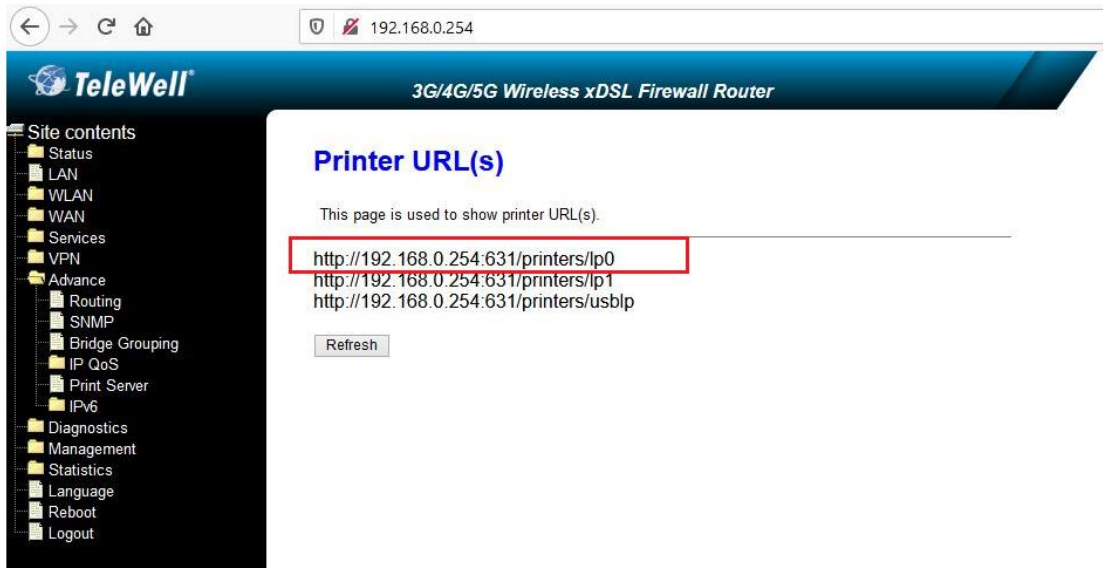 192.168.0.254
TeleWell
3G/4G/5G Wireless xDSL Firewall Router
Site contents
Status
LAN
WLAN
WAN
Services
VPN
Advance
Routing
SNMP
Bridge Grouping
IP QoS
Print Server
IPv6
Diagnostics
Management
Statistics
Language
Reboot
Logout
Printer URL(s)
This page is used to show printer URL(s).
http://192.168.0.254:631/printers/lp0
http://192.168.0.254:631/printers/lp1
http://192.168.0.254:631/printers/usblp
Refresh